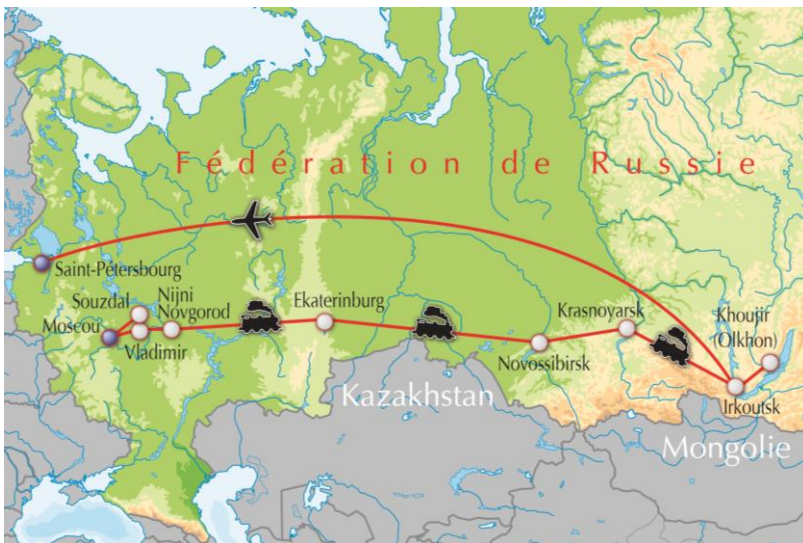 Fédération de Russie
Saint-Pétersbourg
Souzdal
Nijni
Novgorod
Moscou
Vladimir
Ekaterinburg
Novossibirsk
Krasnoyarsk
Khoujir
(Olkhon)
Irkoutsk
Kazakhstan
Mongolie